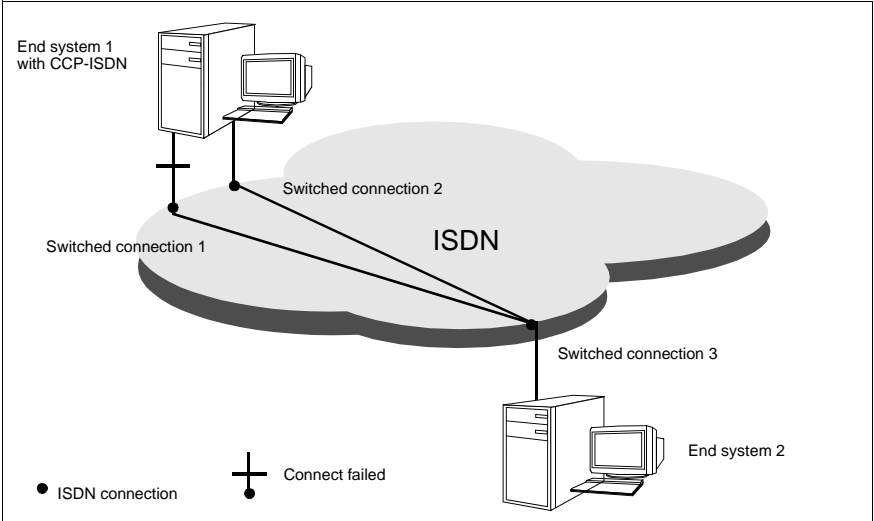 End system 1
with CCP-ISDN
Switched connection 2
Switched connection 1
ISDN
Switched connection 3
End system 2
Connect failed
ISDN connection